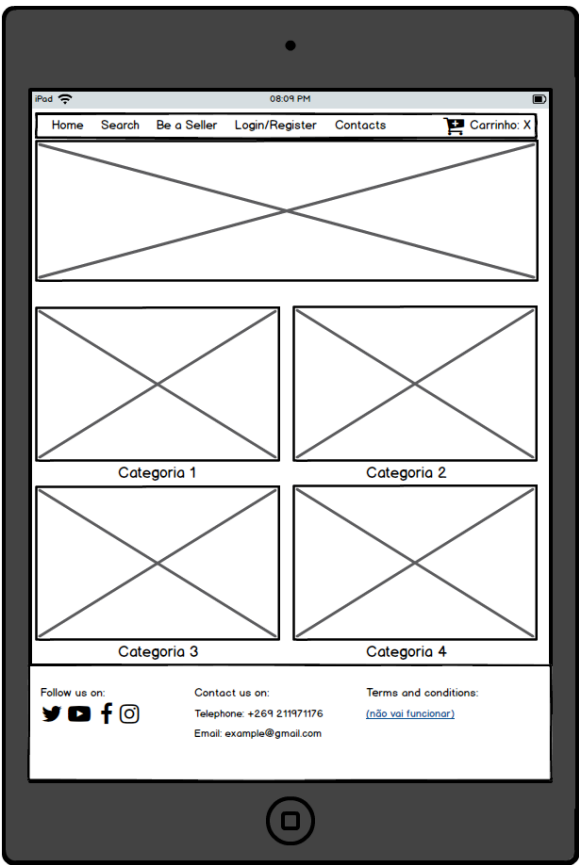 iPad 08:09 PM
Home Search Be a Seller Login/Register Contacts Carrinho: X
Categoria 1 Categoria 2
Categoria 3 Categoria 4
Follow us on: Contact us on: Terms and conditions:
Telephone: +269 211971176 (não vai funcionar)
Email: example@gmail.com